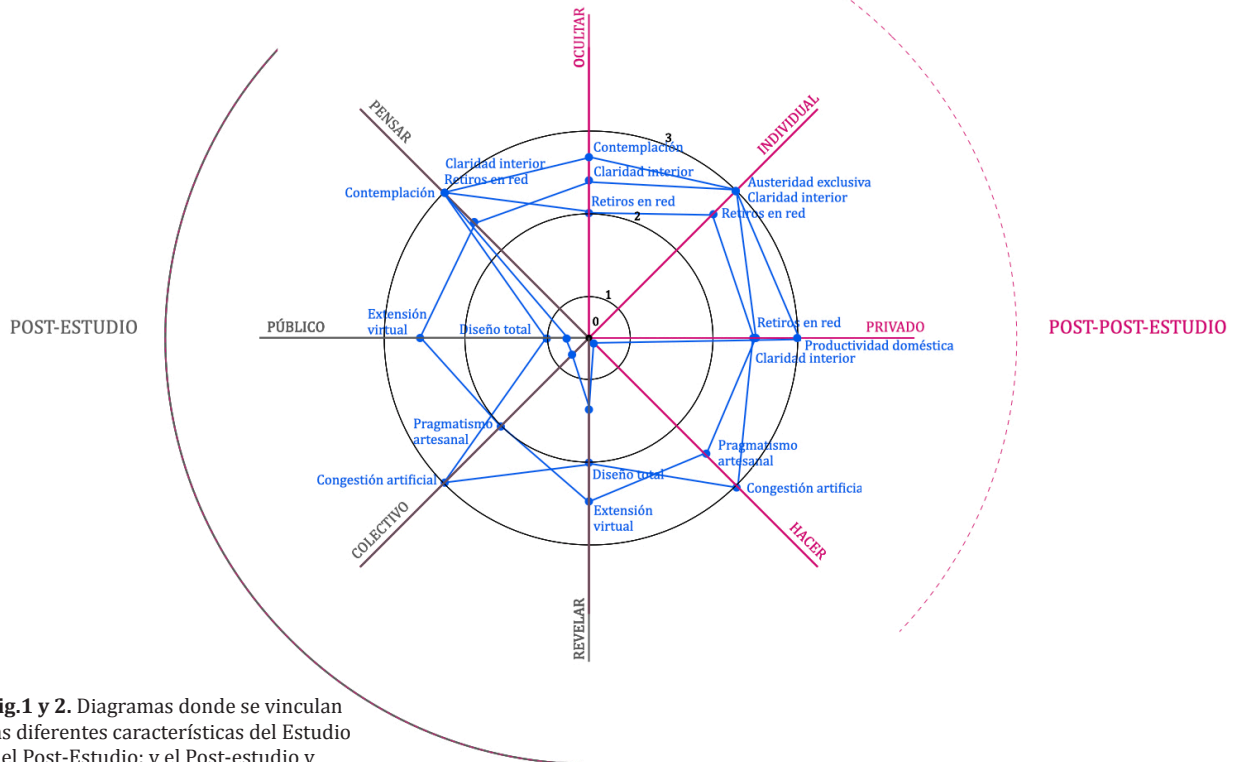 OCULTAR
INDIVIDUAL
PENSAR
3
Contemplación
Claridad interior
Claridad interior
Retiros en red
Austeridad exclusiva
Contemplación
Claridad interior
Retiros en red
Retiros en red
2
1
0
Extensión
virtual
Diseño total
Retiros en red
POST-ESTUDIO
PÚBLICO
PRIVADO
POST-POST-ESTUDIO
Productividad doméstica
Claridad interior
Pragmatismo
artesanal
Pragmatismo
artesanal
Congestión artificial
Diseño total
Congestión artificia
Extensión
virtual
COLECTIVO
HACER
REVELAR
ig.1 y 2. Diagramas donde se vinculan
as diferentes características del Estudio
el Post-Estudio; y el Post-estudio y